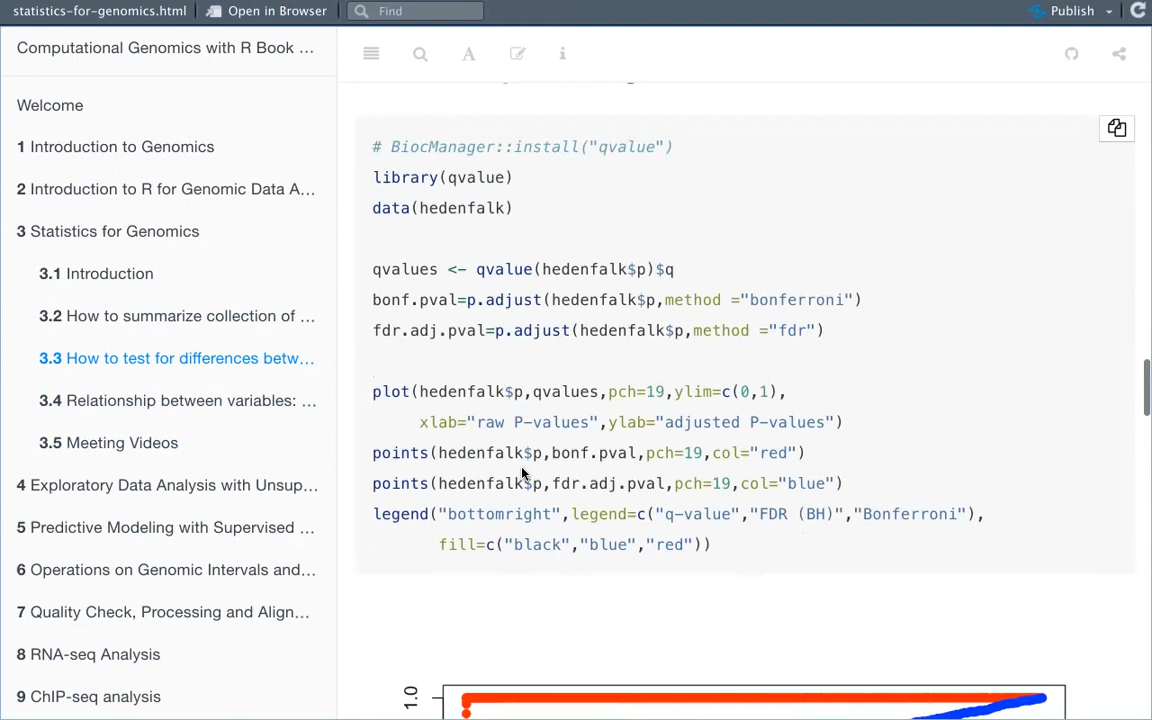 statistics-for-genomics.html Open in Browser Find Publish
Computational Genomics with R Book ...
Welcome
1 Introduction to Genomics
2 Introduction to R for Genomic Data A...
3 Statistics for Genomics
3.1 Introduction
3.2 How to summarize collection of ...
3.3 How to test for differences betw...
3.4 Relationship between variables: ...
3.5 Meeting Videos
4 Exploratory Data Analysis with Unsup...
5 Predictive Modeling with Supervised ...
6 Operations on Genomic Intervals and...
7 Quality Check, Processing and Align...
8 RNA-seq Analysis
9 ChIP-seq analysis
# BiocManager::install("qvalue")
library(qvalue)
data(hedenfalk)
qvalues <- qvalue(hedenfalk$p)$q
bonf.pval=p.adjust(hedenfalk$p,method ="bonferroni")
fdr.adj.pval=p.adjust(hedenfalk$p,method ="fdr")
plot(hedenfalk$p,qvalues,pch=19,ylim=c(0,1),
xlab="raw P-values",ylab="adjusted P-values")
points(hedenfalk$p,bonf.pval,pch=19,col="red")
points(hedenfalk$p,fdr.adj.pval,pch=19,col="blue")
legend("bottomright",legend=c("q-value","FDR (BH)","Bonferroni"),
fill=c("black","blue","red"))
1.0